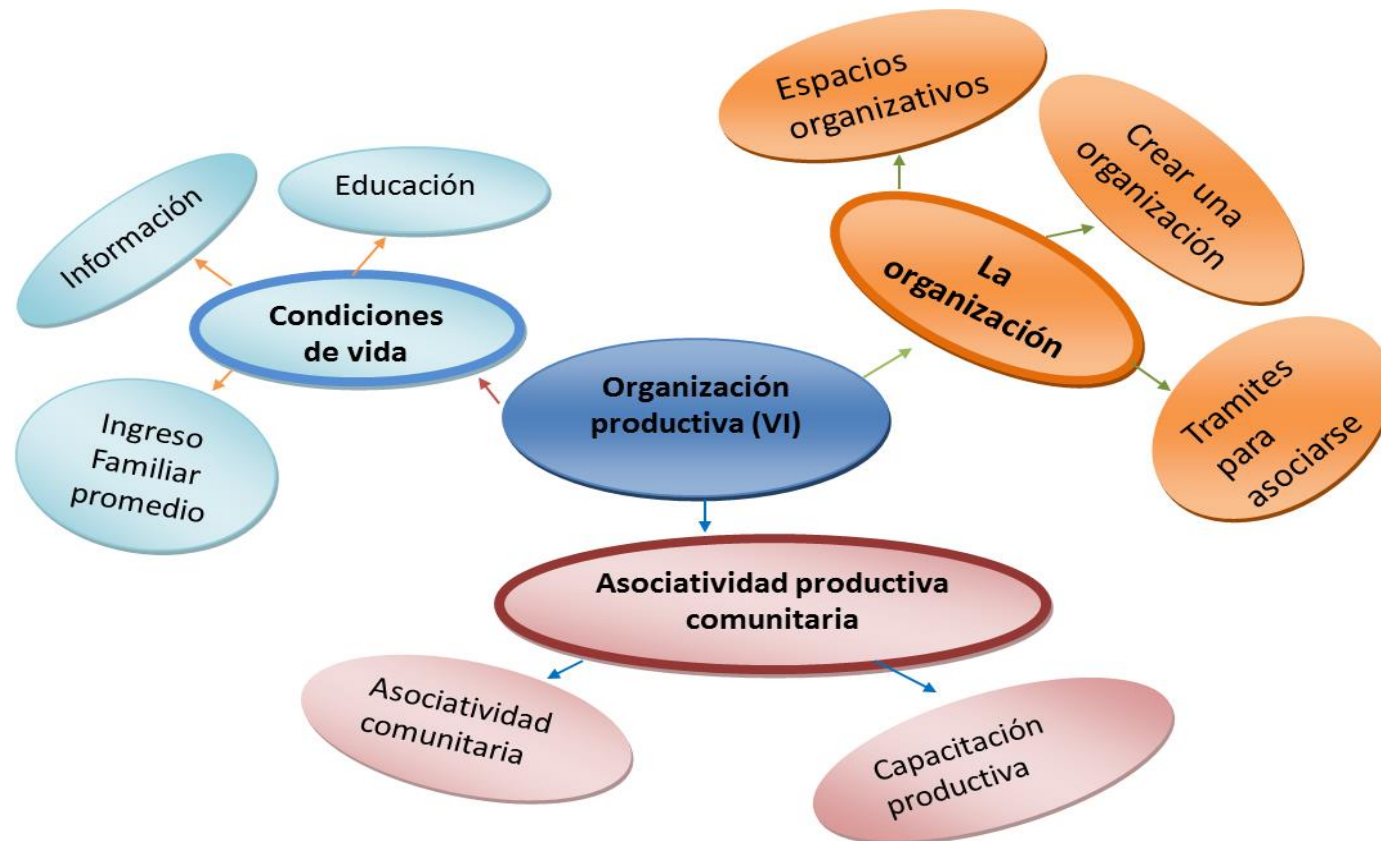 Espacios
organizativos
Crear una
organización
La
organización
Tramites
para
asociarse
Información
Educación
Condiciones
de vida
Ingreso
Familiar
promedio
Organización
productiva (VI)
Asociatividad productiva
comunitaria
Asociatividad
comunitaria
Capacitación
productiva